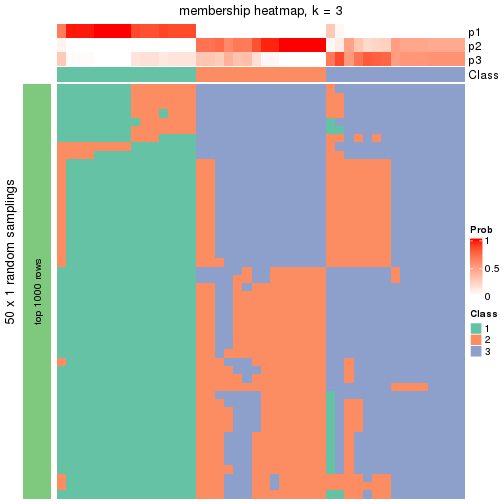 membership heatmap, k = 3
p1
p2
p3
Class
50 x 1 random samplings
top 1000 rows
Prob
1
0.5
0
Class
1
2
3